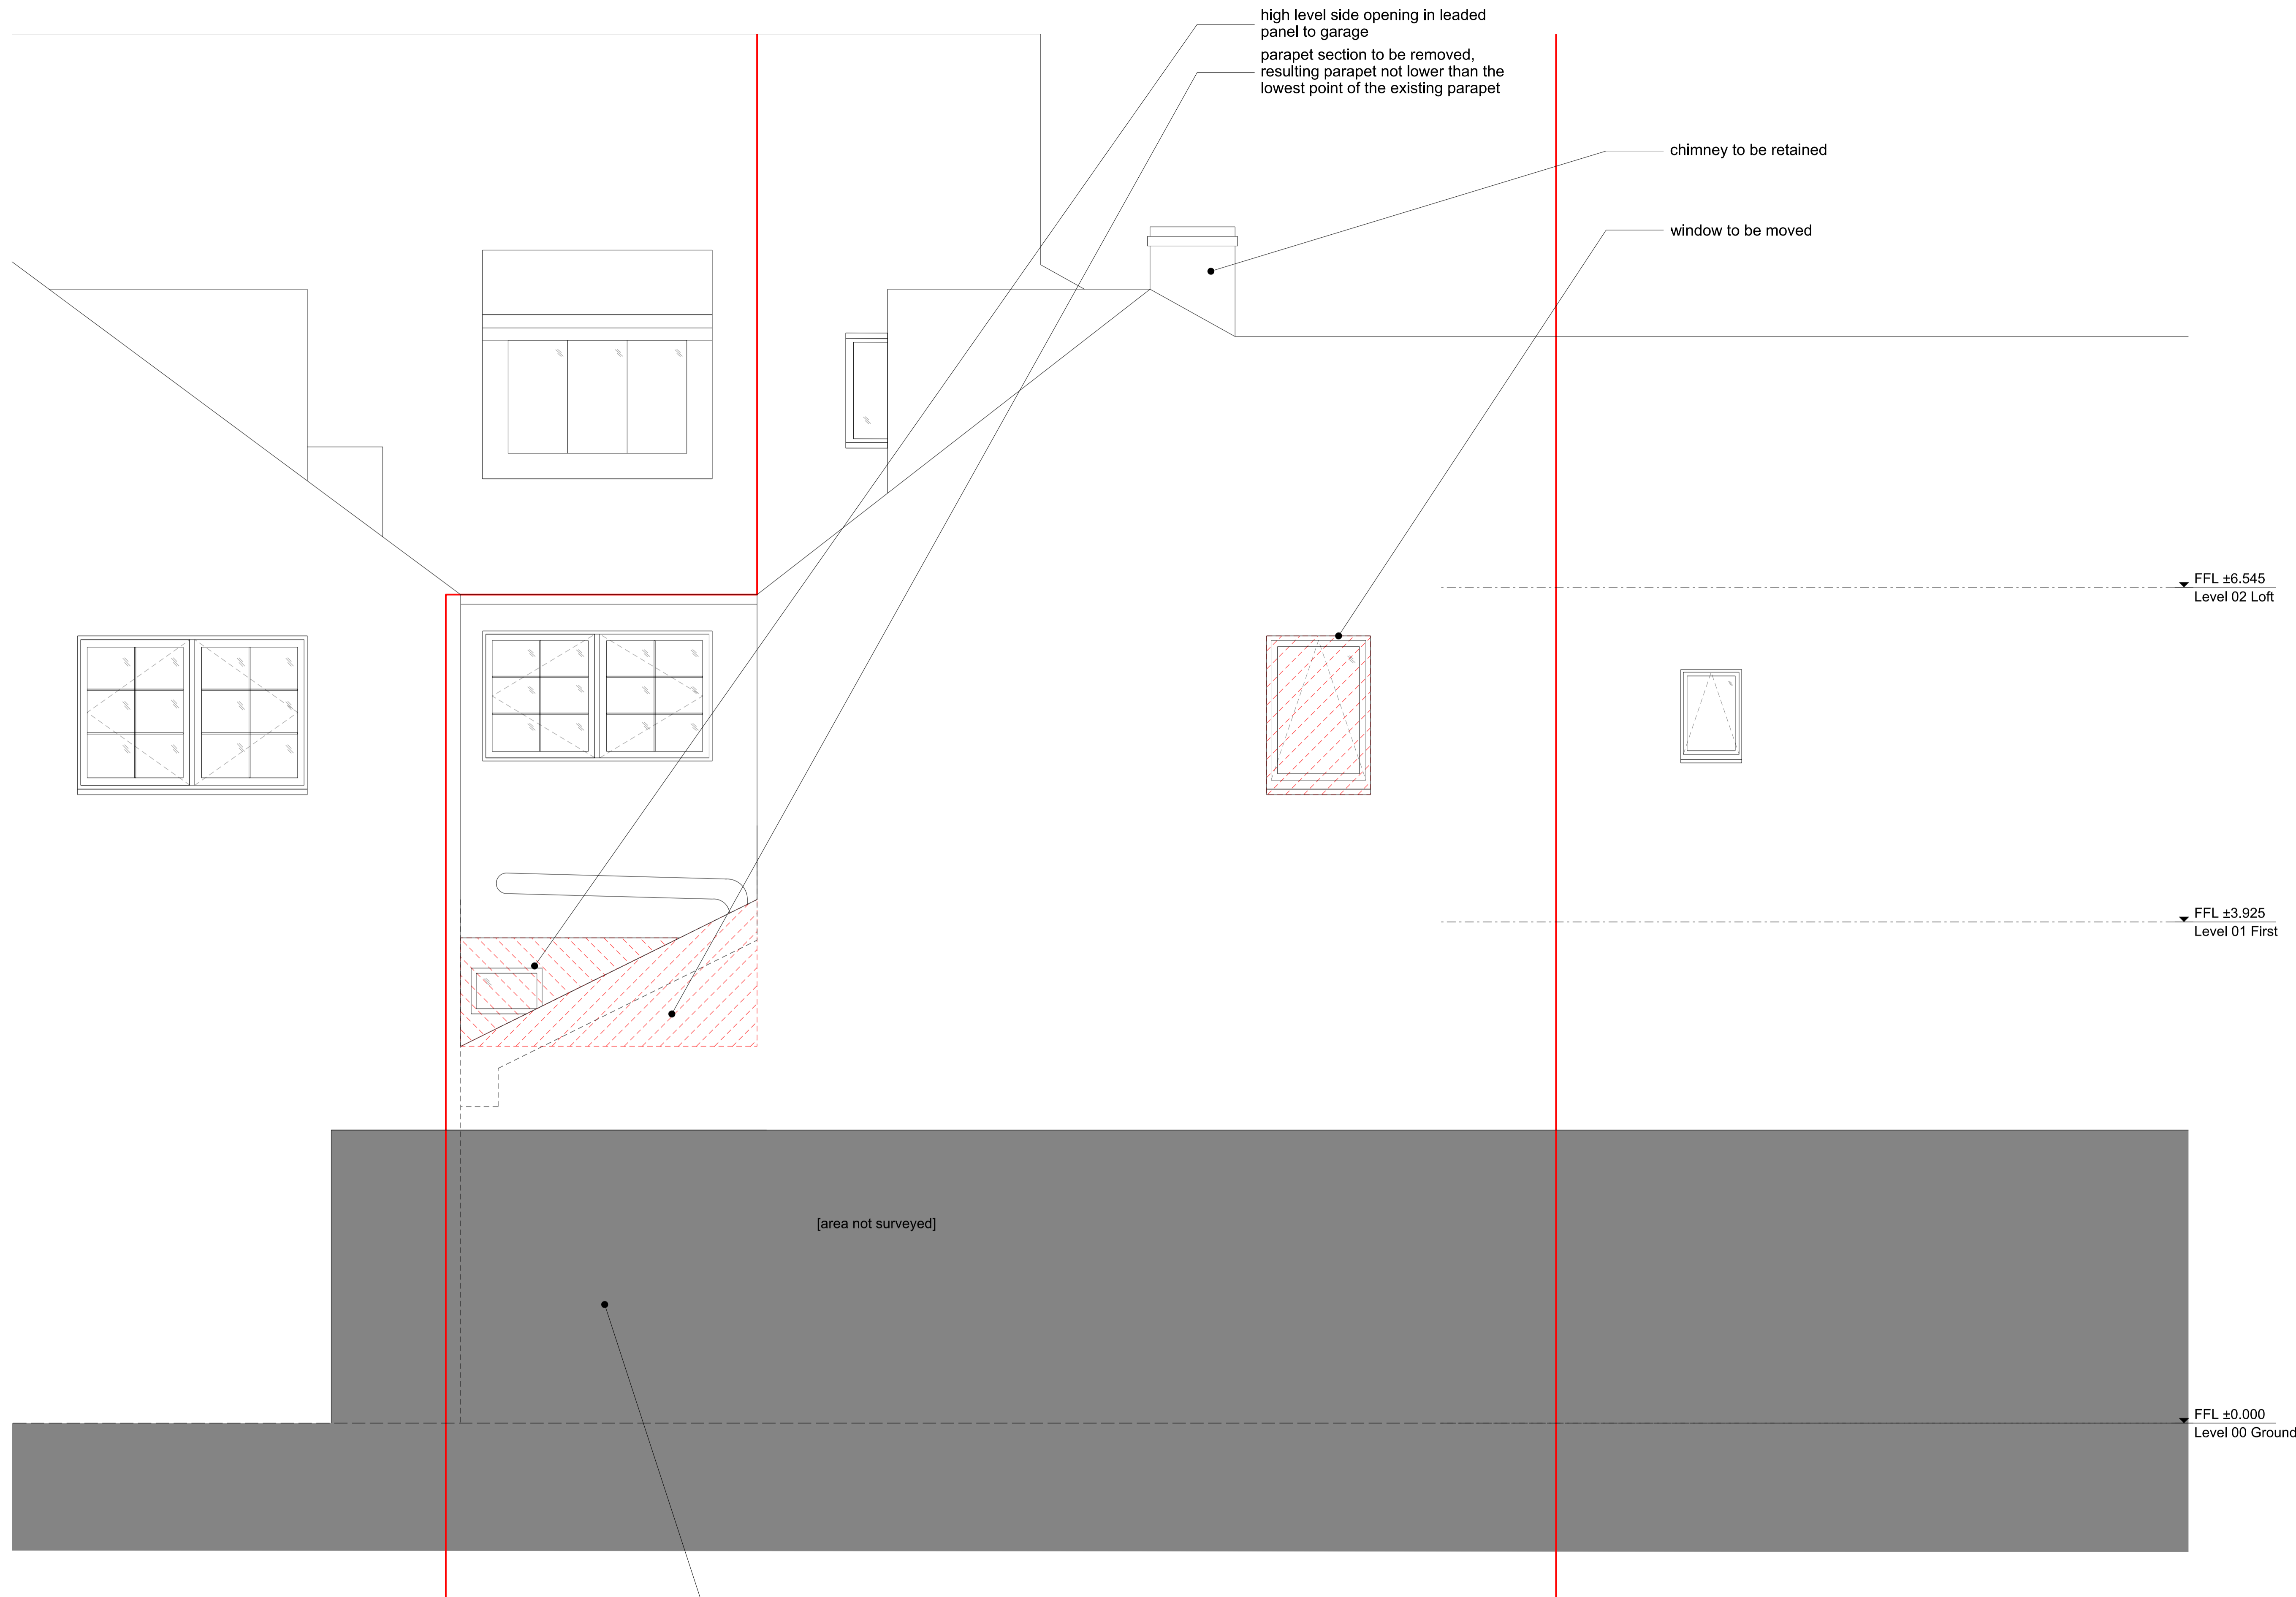 high level side opening in leaded
panel to garage
parapet section to be removed,
resulting parapet not lower than the
lowest point of the existing parapet
chimney to be retained
window to be moved
FFL ±6.545
Level 02 Loft
FFL ±3.925
Level 01 First
[area not surveyed]
FFL ±0.000
Level 00 Ground